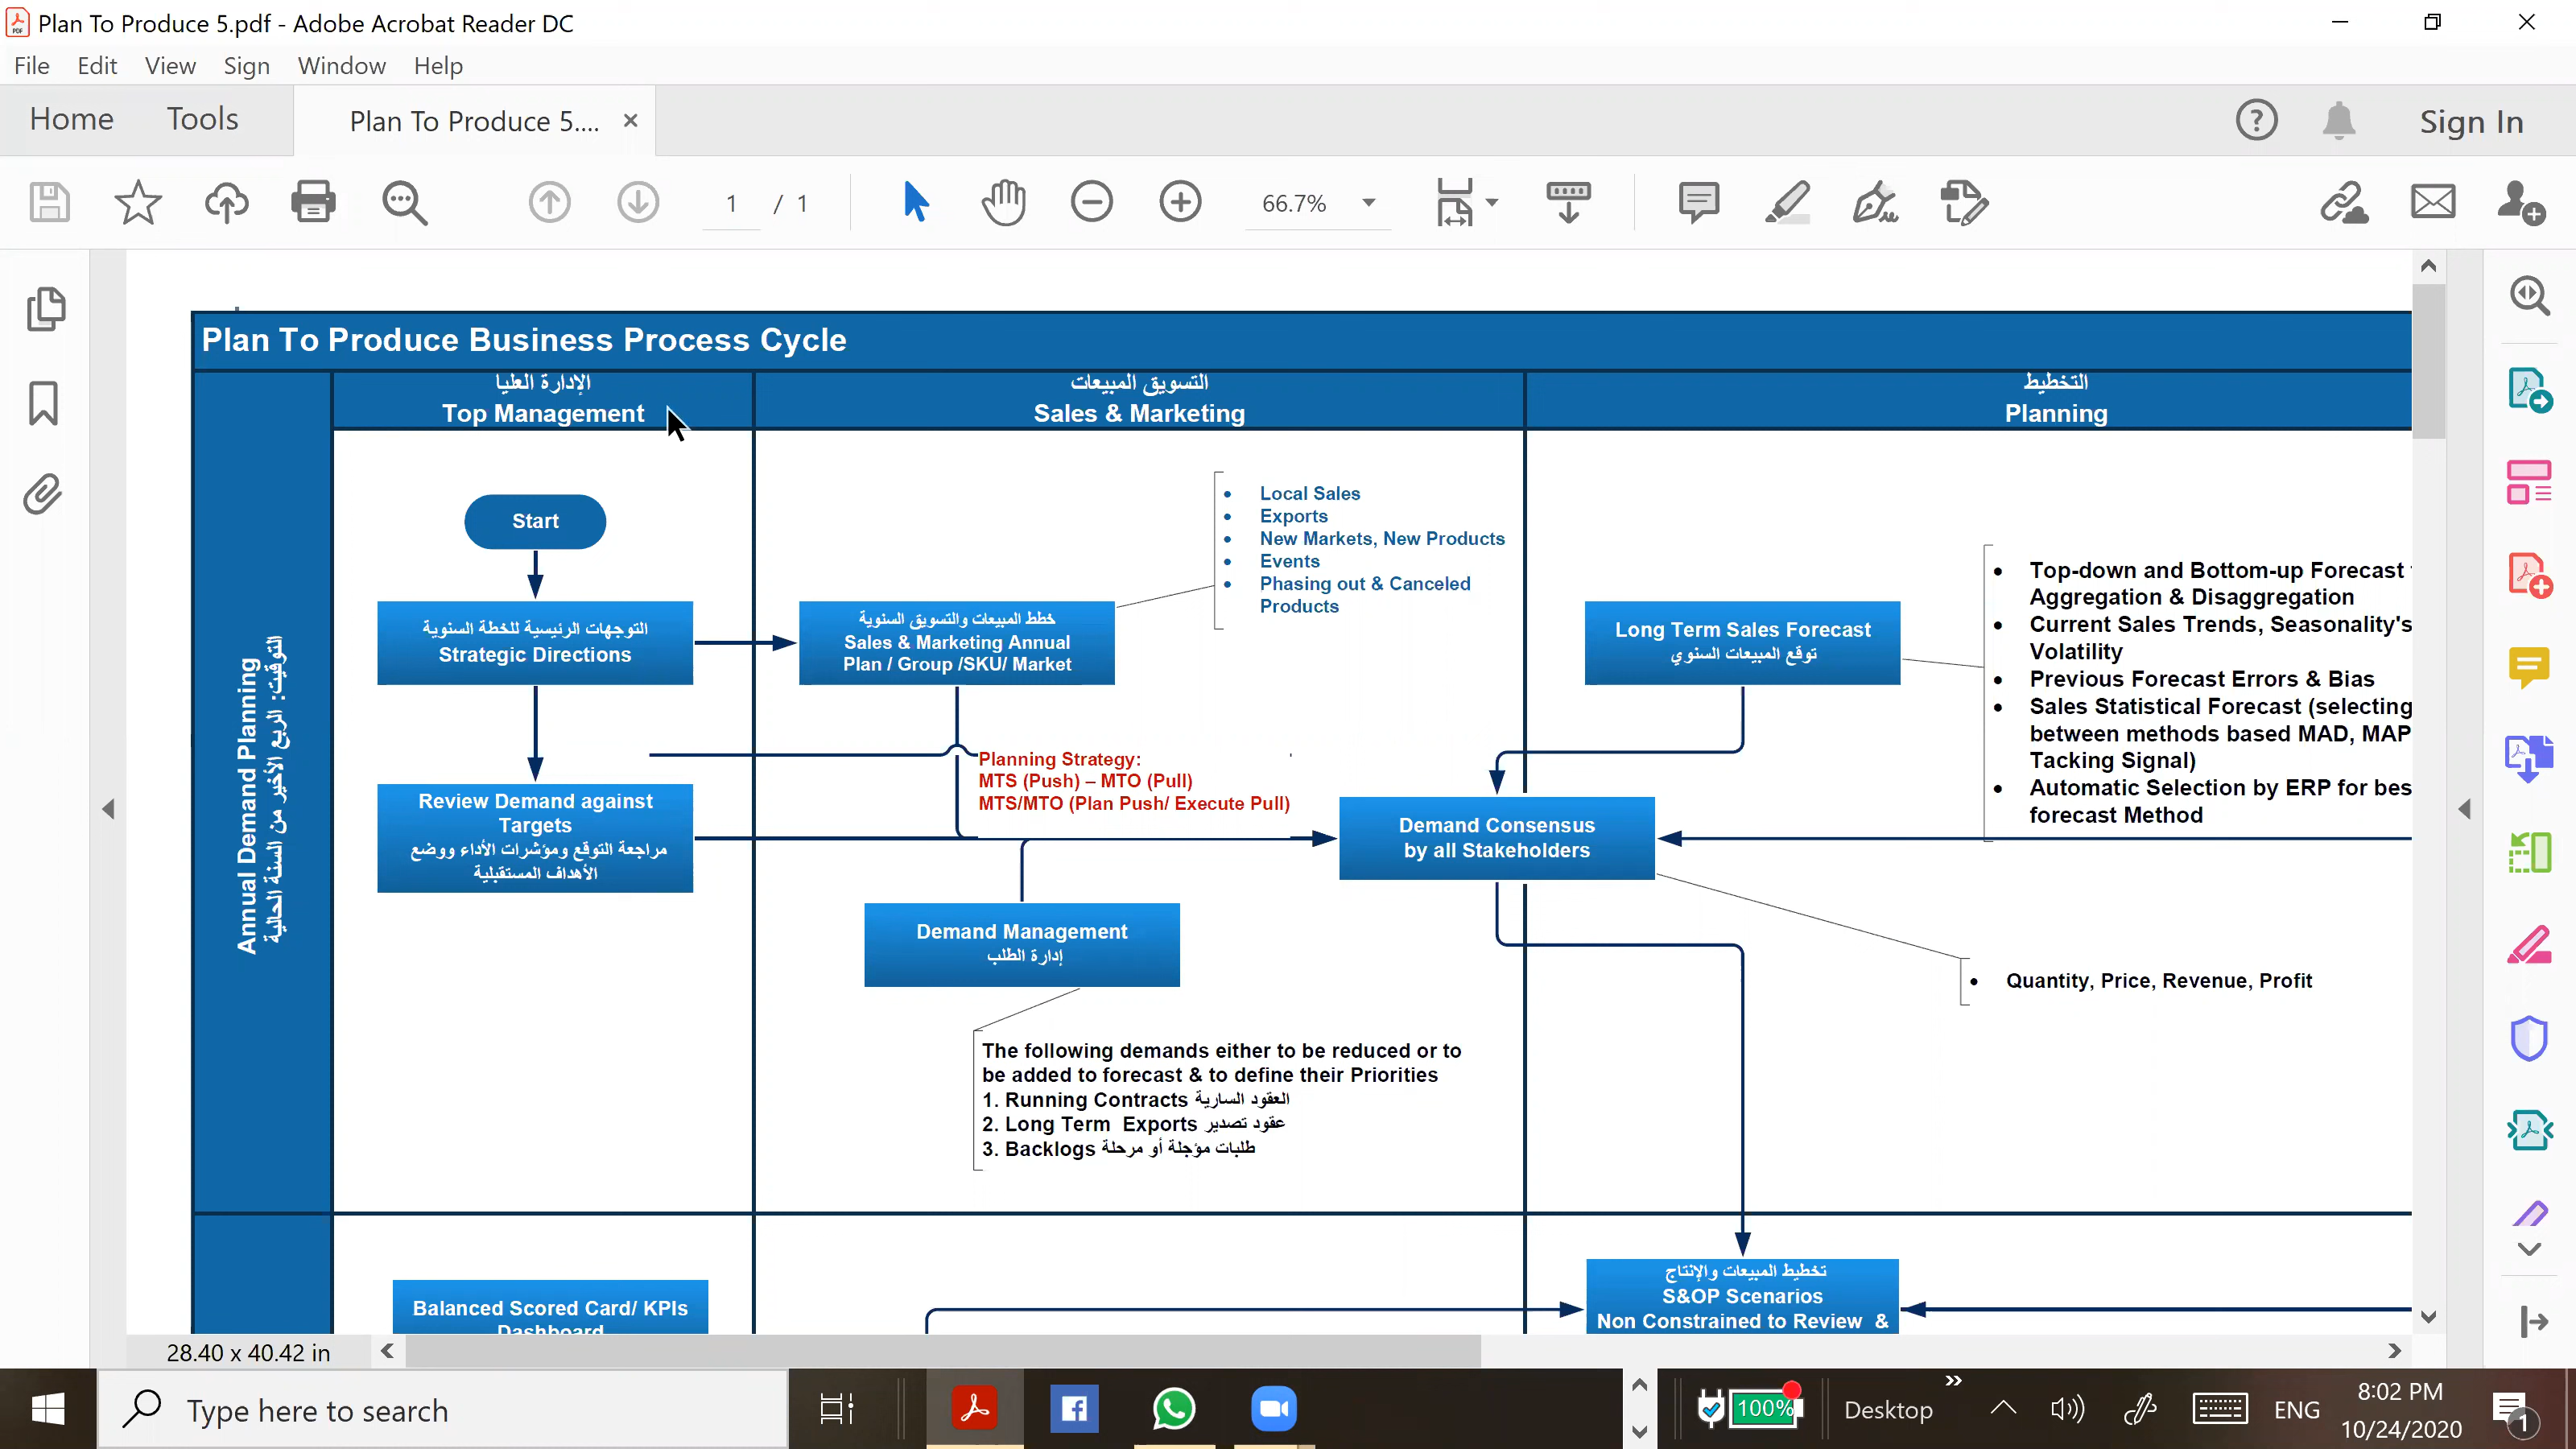 Plan To Produce 5.pdf - Adobe Acrobat Reader DC
File Edit View Sign Window Help
Home Tools Plan To Produce 5.... × Sign In
1 / 1 66.7%
Plan To Produce Business Process Cycle
الإدارة العليا
Top Management
التسويق المبيعات
Sales & Marketing
التخطيط
Planning
Annual Demand Planning
التوقيت: الربع الأخير من السنة الحالية
Start
التوجهات الرئيسية للخطة السنوية
Strategic Directions
خطط المبيعات والتسويق السنوية
Sales & Marketing Annual
Plan / Group /SKU/ Market
• Local Sales
• Exports
• New Markets, New Products
• Events
• Phasing out & Canceled
Products
Long Term Sales Forecast
توقع المبيعات السنوي
• Top-down and Bottom-up Forecast
Aggregation & Disaggregation
• Current Sales Trends, Seasonality's
Volatility
• Previous Forecast Errors & Bias
• Sales Statistical Forecast (selecting
between methods based MAD, MAP
Tacking Signal)
• Automatic Selection by ERP for bes
forecast Method
Planning Strategy:
MTS (Push) – MTO (Pull)
MTS/MTO (Plan Push/ Execute Pull)
Review Demand against
Targets
مراجعة التوقع ومؤشرات الأداء ووضع
الأهداف المستقبلية
Demand Consensus
by all Stakeholders
Demand Management
إدارة الطلب
• Quantity, Price, Revenue, Profit
The following demands either to be reduced or to
be added to forecast & to define their Priorities
1. Running Contracts العقود السارية
2. Long Term Exports عقود تصدير
3. Backlogs طلبات مؤجلة أو مرحلة
Balanced Scored Card/ KPIs
Dashboard
تخطيط المبيعات والإنتاج
S&OP Scenarios
Non Constrained to Review &
28.40 x 40.42 in
Type here to search
100%
Desktop
ENG
8:02 PM
10/24/2020
1